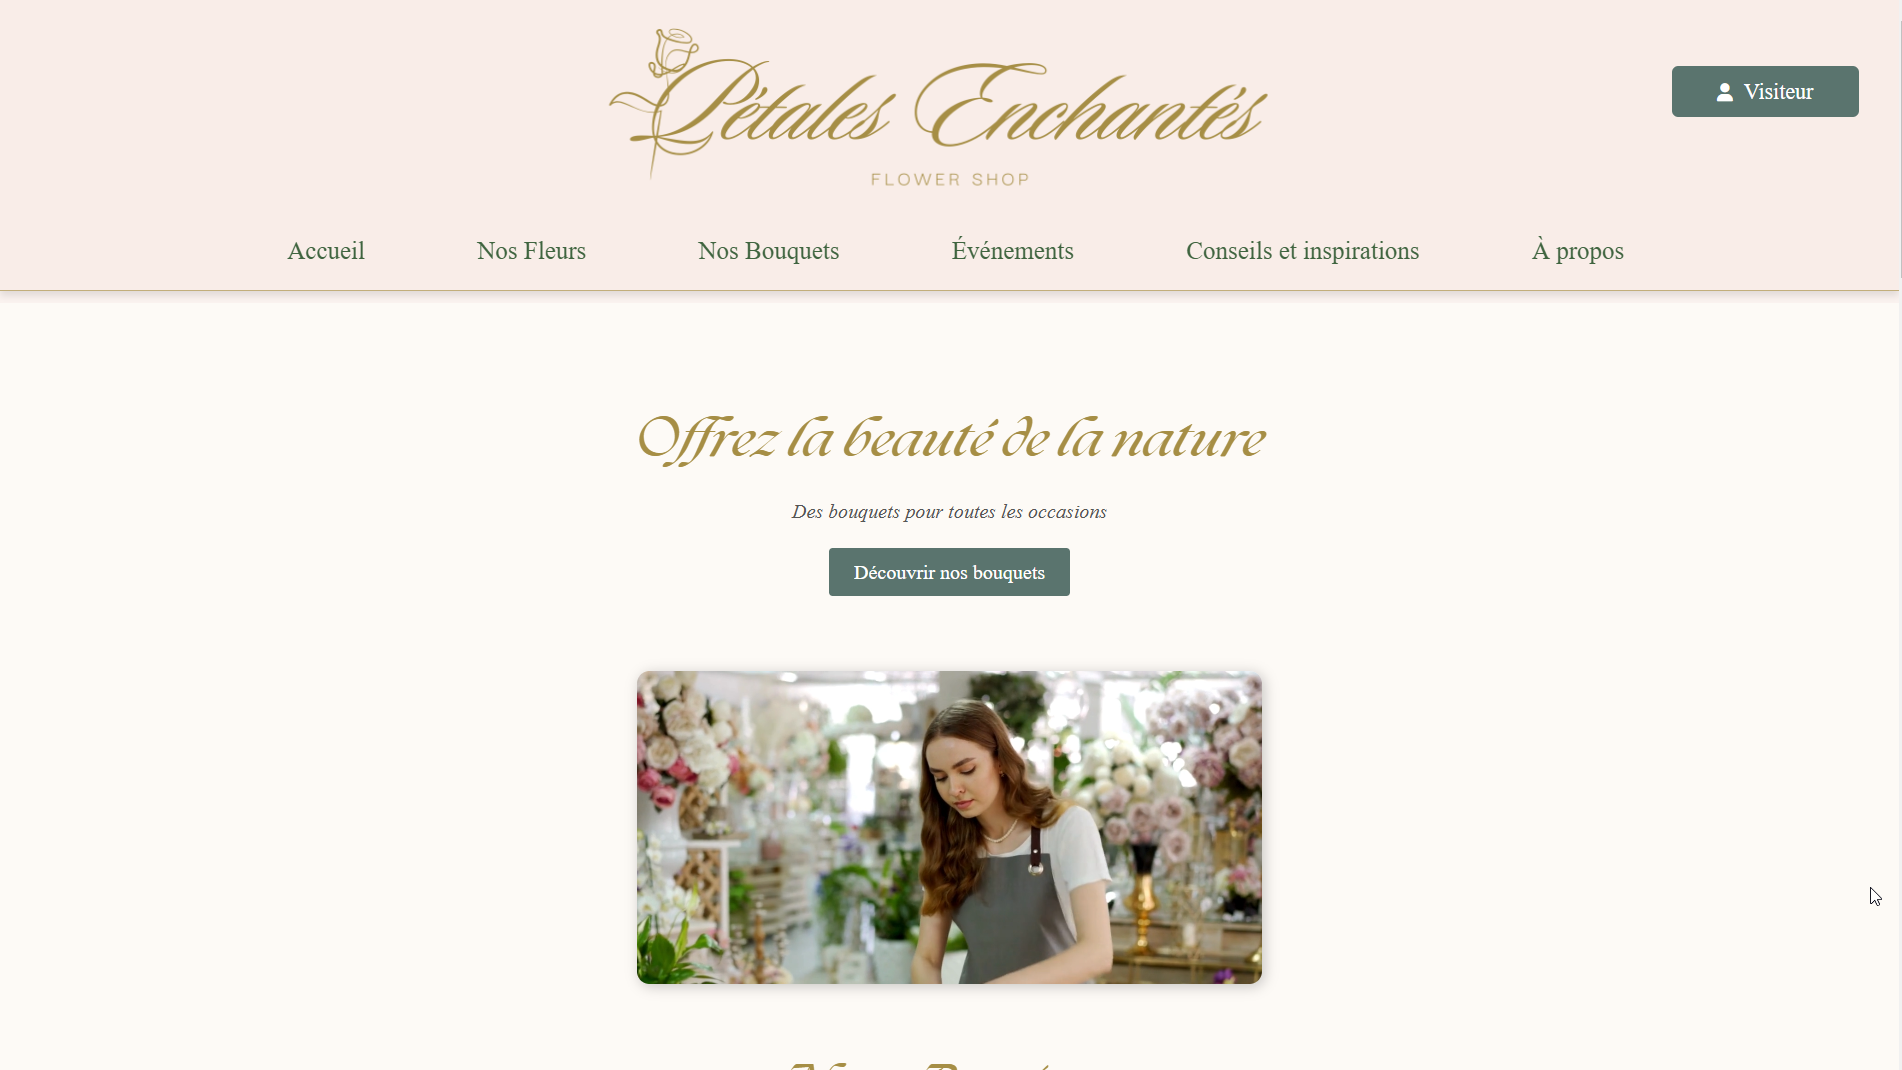 Pétales Enchantés
FLOWER SHOP
Visiteur
Accueil
Nos Fleurs
Nos Bouquets
Événements
Conseils et inspirations
À propos
Offrez la beauté de la nature
Des bouquets pour toutes les occasions
Découvrir nos bouquets